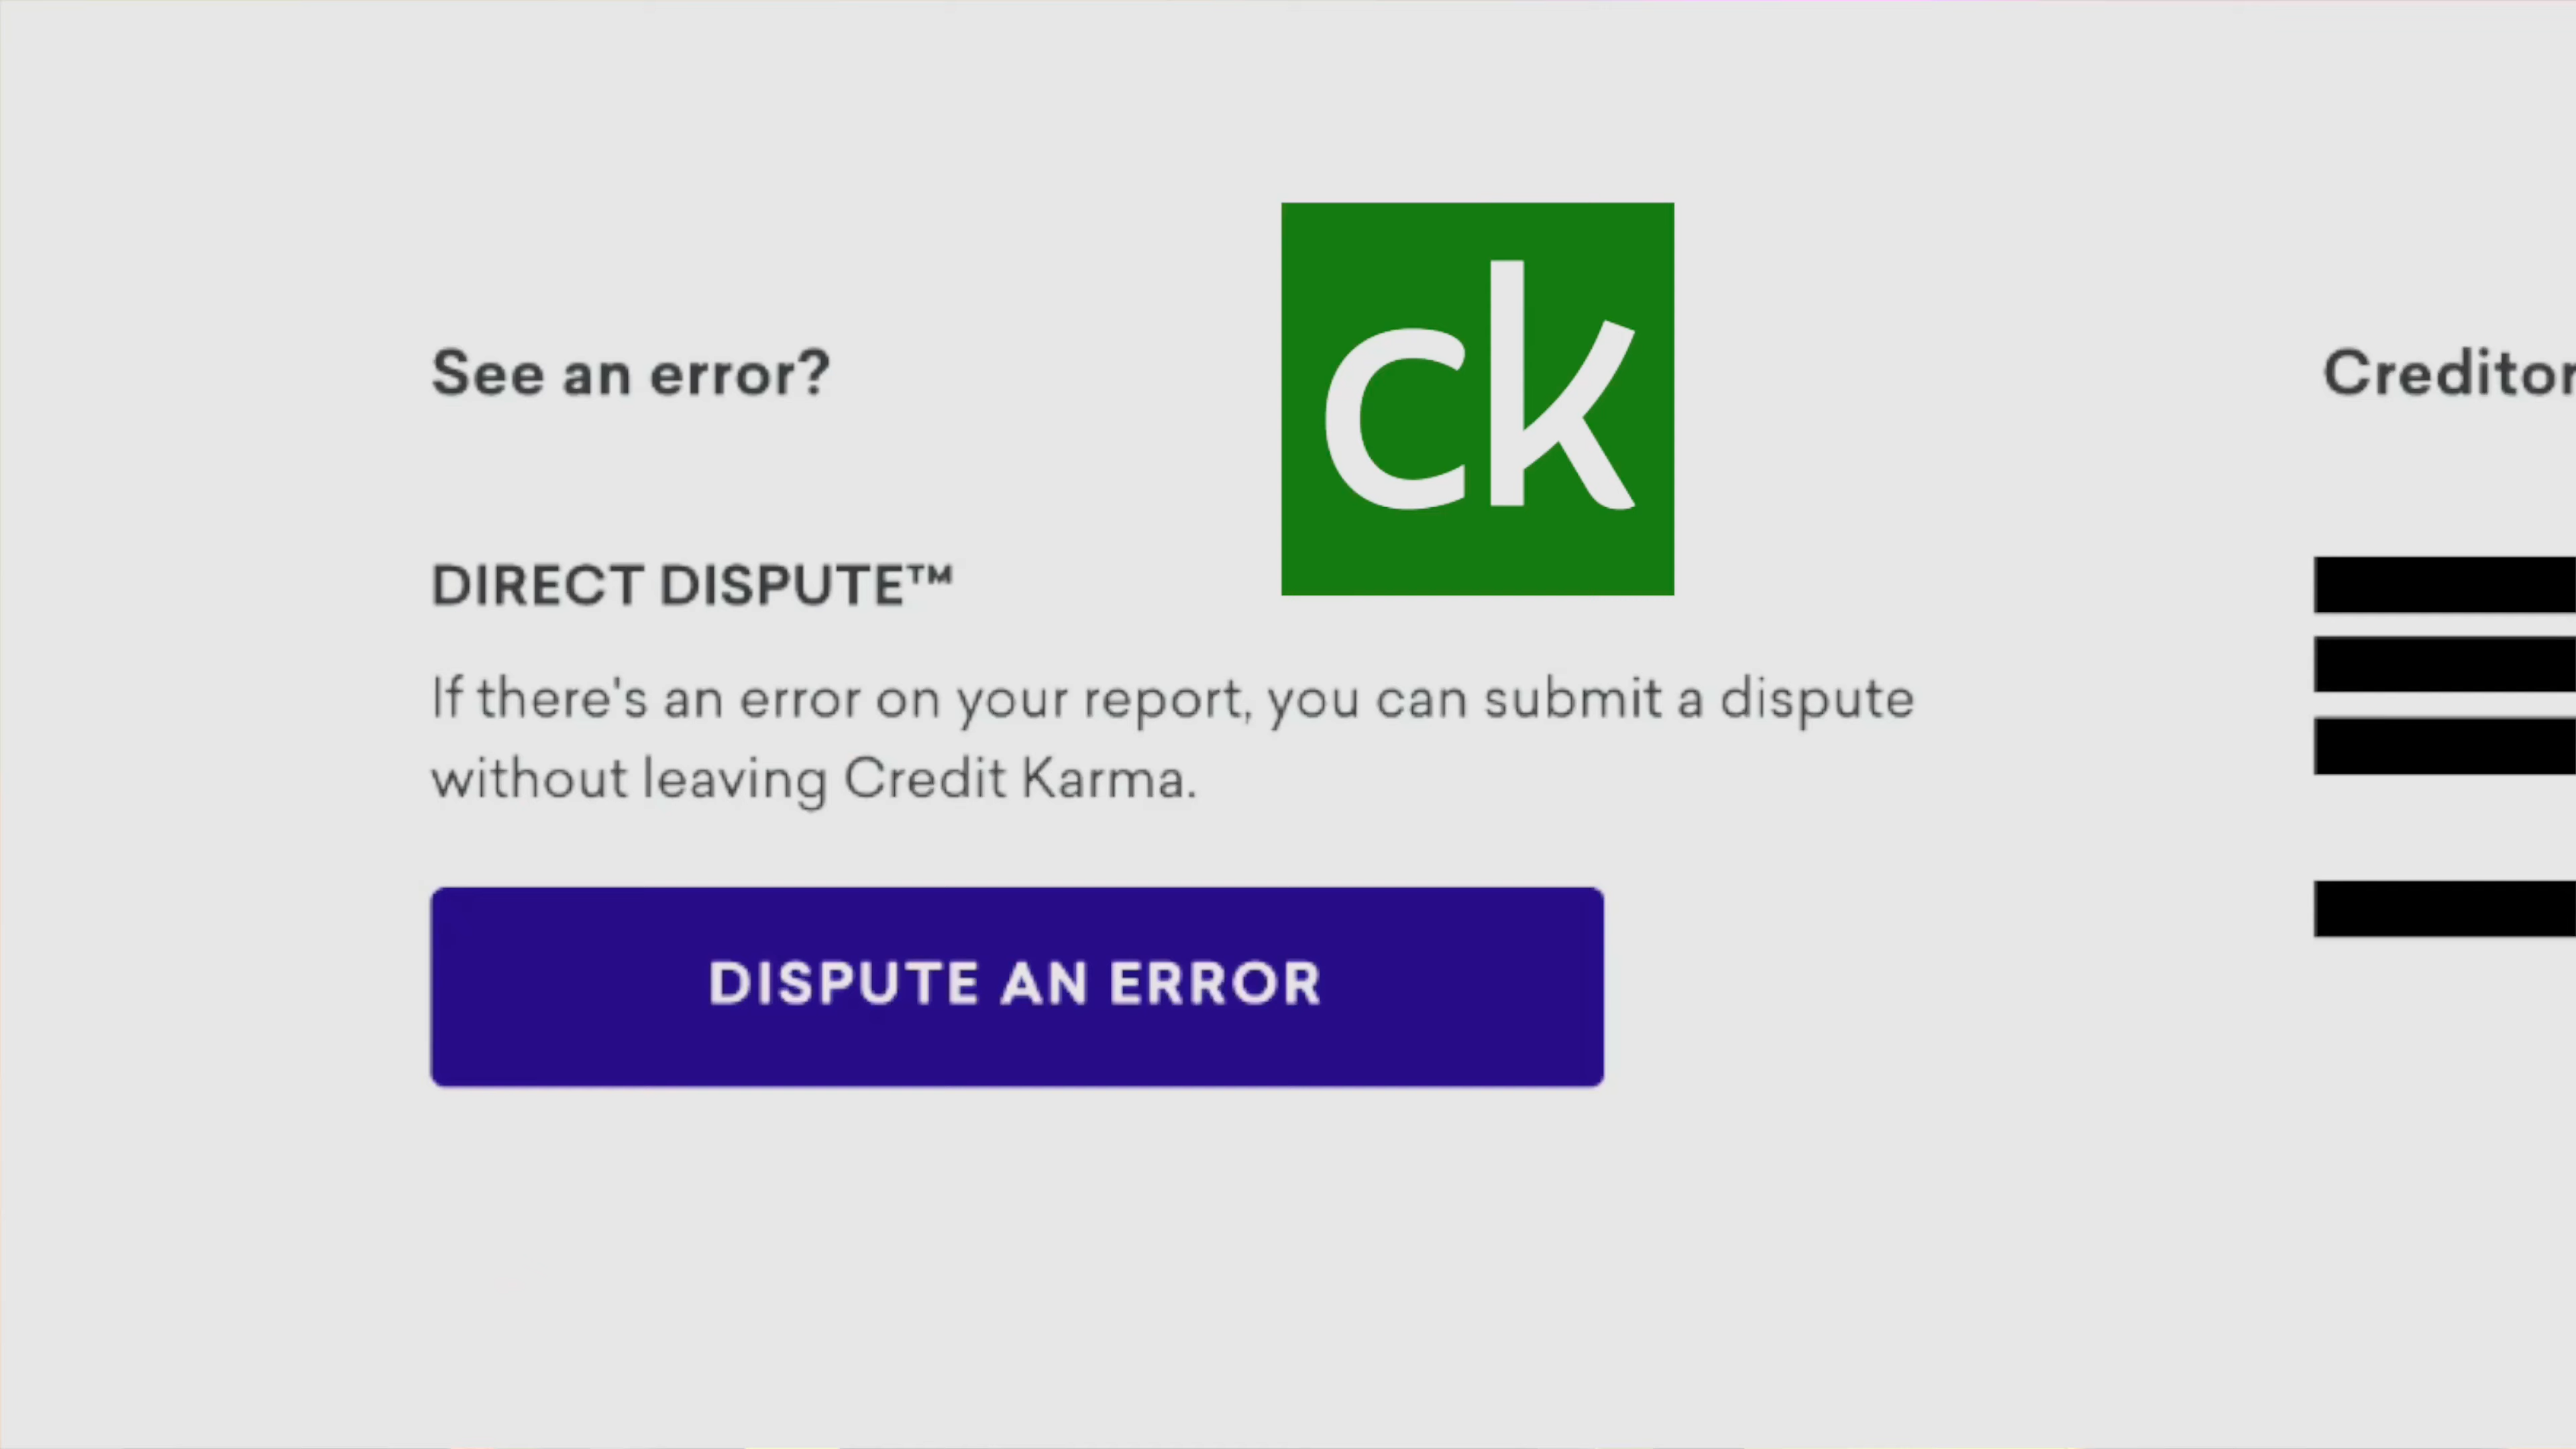 ck
See an error?
Creditor
DIRECT DISPUTE™
If there's an error on your report, you can submit a dispute
without leaving Credit Karma.
DISPUTE AN ERROR